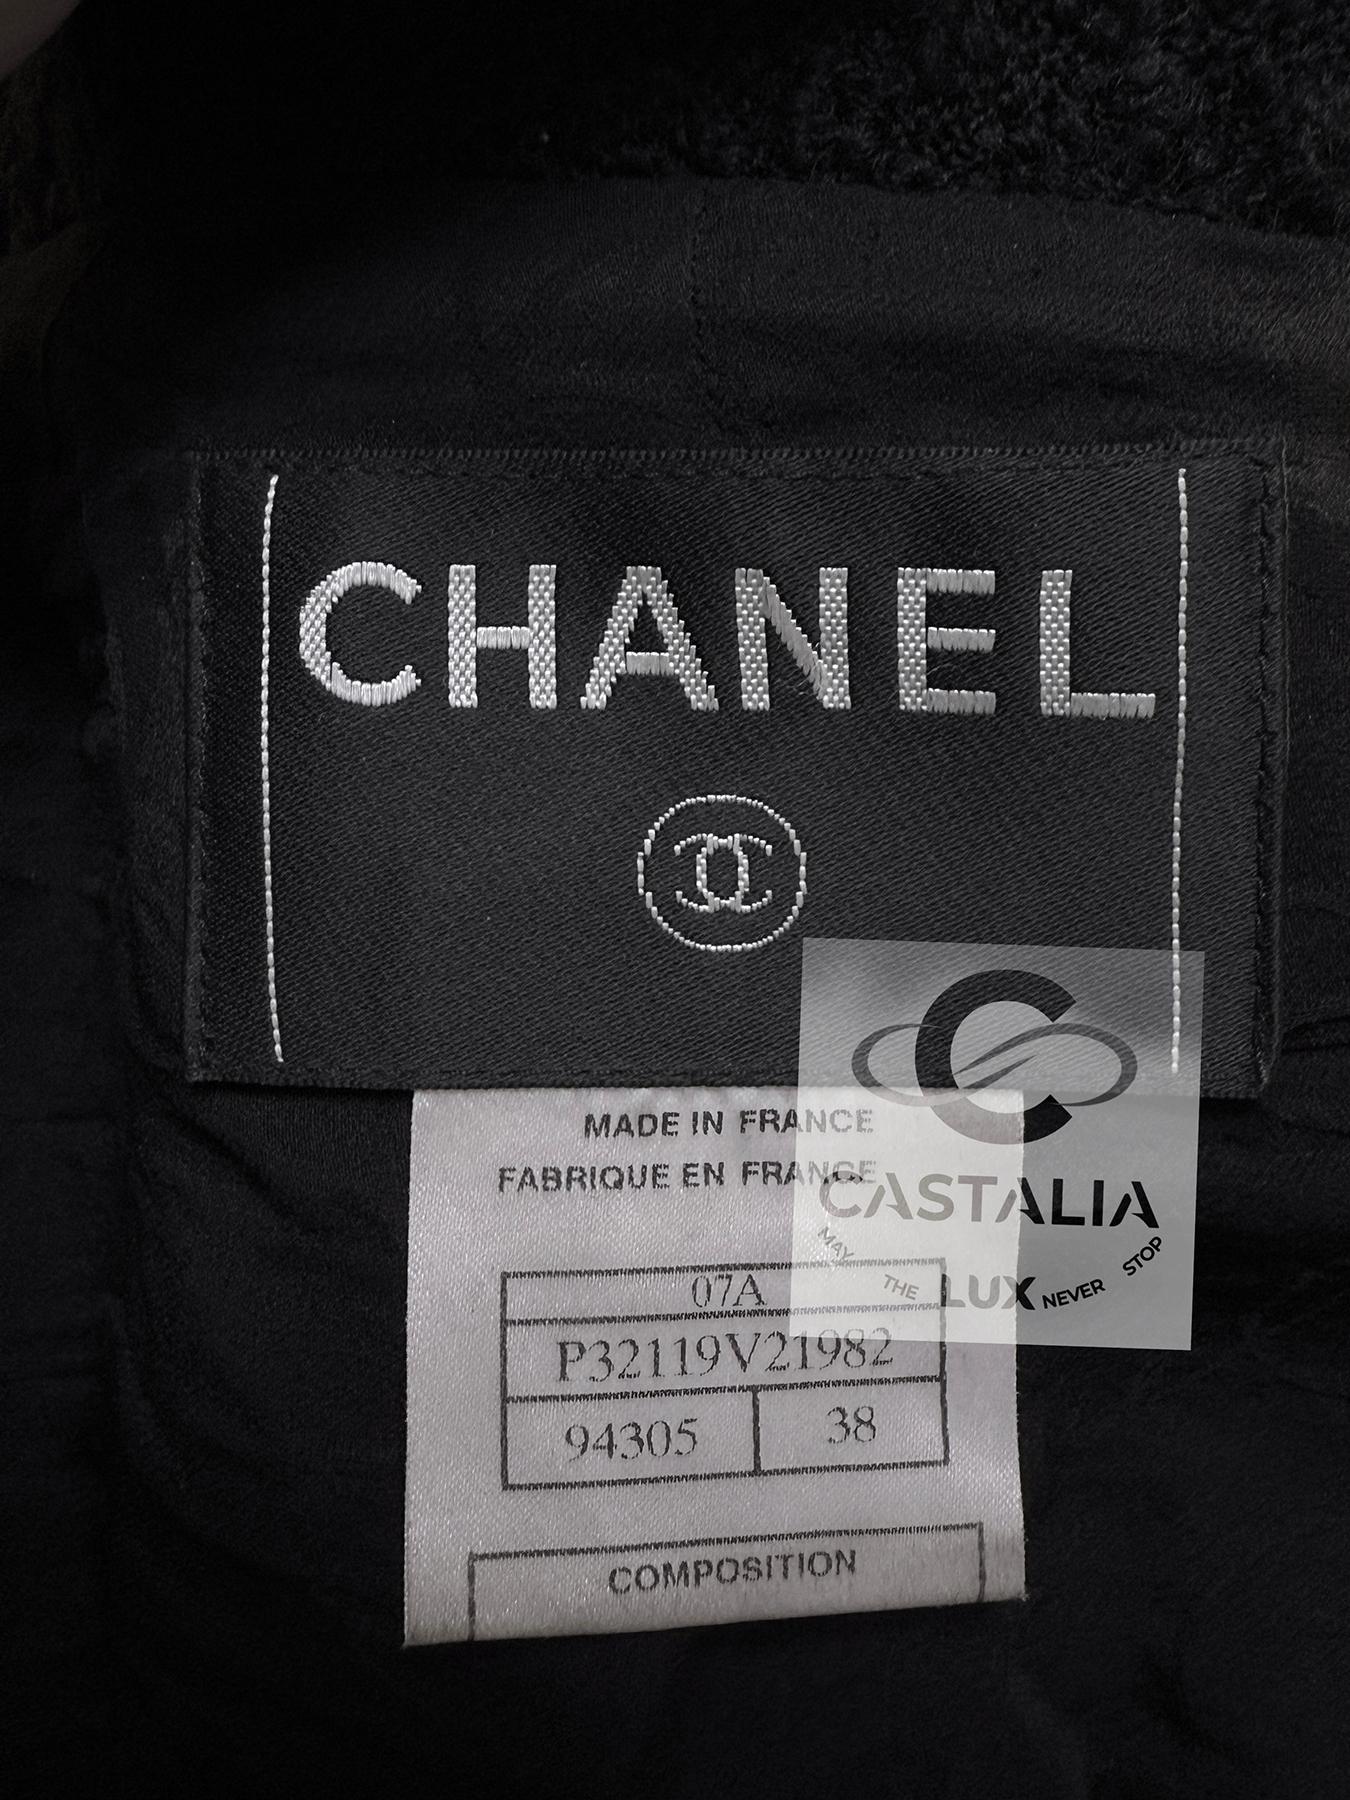 CHANEL
MADE IN FRANCE
FABRIQUE EN FRANCE
07A
P32119V21982
94305 38
COMPOSITION
CASTALIA
MAY THE LUX NEVER STOP